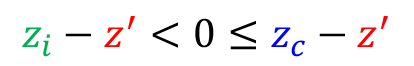 z_i − z′ < 0 ≤ z_c − z′